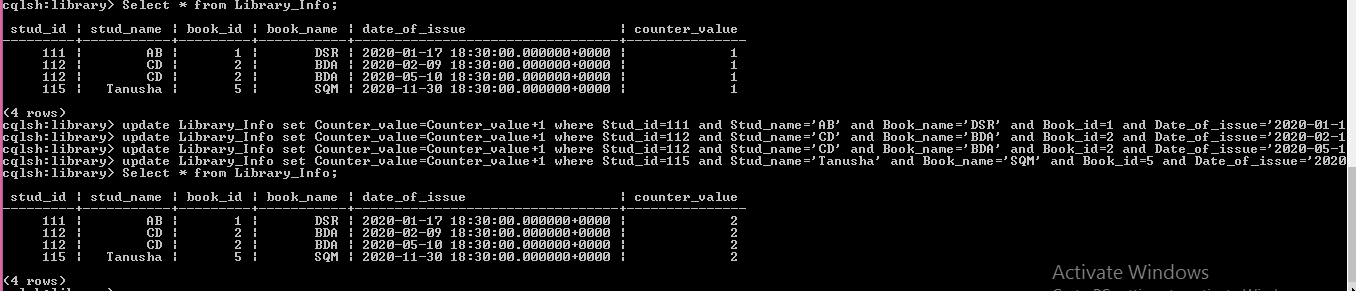 cqlsh:library> Select * from Library_Info;
stud_id | stud_name | book_id | book_name | date_of_issue | counter_value
111 | AB | 1 | DSR | 2020-01-17 18:30:00.000000+0000 | 1
112 | CD | 2 | BDA | 2020-02-09 18:30:00.000000+0000 | 1
112 | CD | 2 | BDA | 2020-05-10 18:30:00.000000+0000 | 1
115 | Tanusha | 5 | SQM | 2020-11-30 18:30:00.000000+0000 | 1
(4 rows)
cqlsh:library> update Library_Info set Counter_value=Counter_value+1 where Stud_id=111 and Stud_name='AB' and Book_name='DSR' and Book_id=1 and Date_of_issue='2020-01-1
cqlsh:library> update Library_Info set Counter_value=Counter_value+1 where Stud_id=112 and Stud_name='CD' and Book_name='BDA' and Book_id=2 and Date_of_issue='2020-02-1
cqlsh:library> update Library_Info set Counter_value=Counter_value+1 where Stud_id=112 and Stud_name='CD' and Book_name='BDA' and Book_id=2 and Date_of_issue='2020-05-1
cqlsh:library> update Library_Info set Counter_value=Counter_value+1 where Stud_id=115 and Stud_name='Tanusha' and Book_name='SQM' and Book_id=5 and Date_of_issue='2020
cqlsh:library> Select * from Library_Info;
stud_id | stud_name | book_id | book_name | date_of_issue | counter_value
111 | AB | 1 | DSR | 2020-01-17 18:30:00.000000+0000 | 2
112 | CD | 2 | BDA | 2020-02-09 18:30:00.000000+0000 | 2
112 | CD | 2 | BDA | 2020-05-10 18:30:00.000000+0000 | 2
115 | Tanusha | 5 | SQM | 2020-11-30 18:30:00.000000+0000 | 2
(4 rows)
Activate Windows